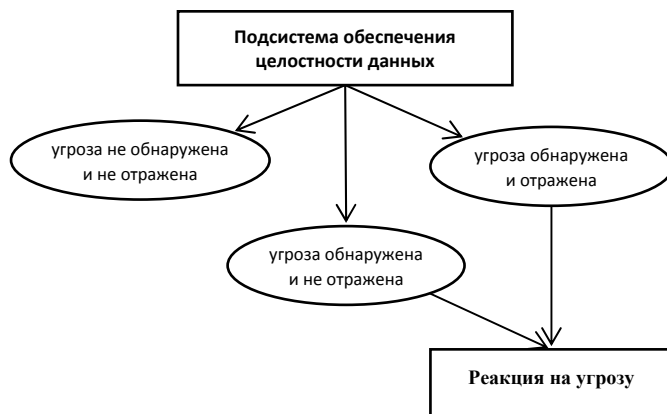 Подсистема обеспечения
целостности данных
угроза не обнаружена
и не отражена
угроза обнаружена
и отражена
угроза обнаружена
и не отражена
Реакция на угрозу